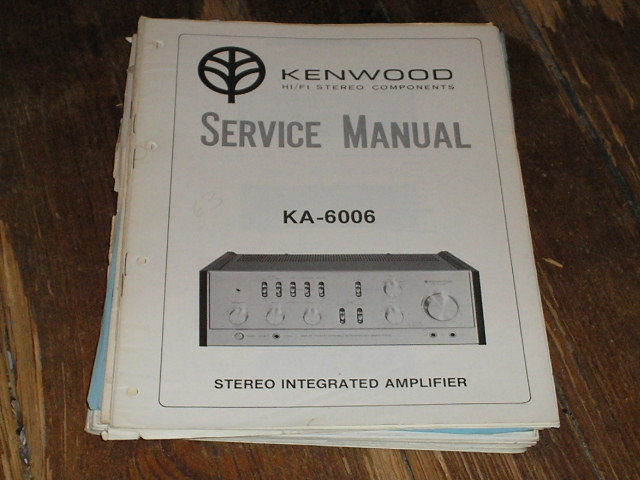 KENWOOD
HI/FI STEREO COMPONENTS
SERVICE MANUAL
KA-6006
STEREO INTEGRATED AMPLIFIER